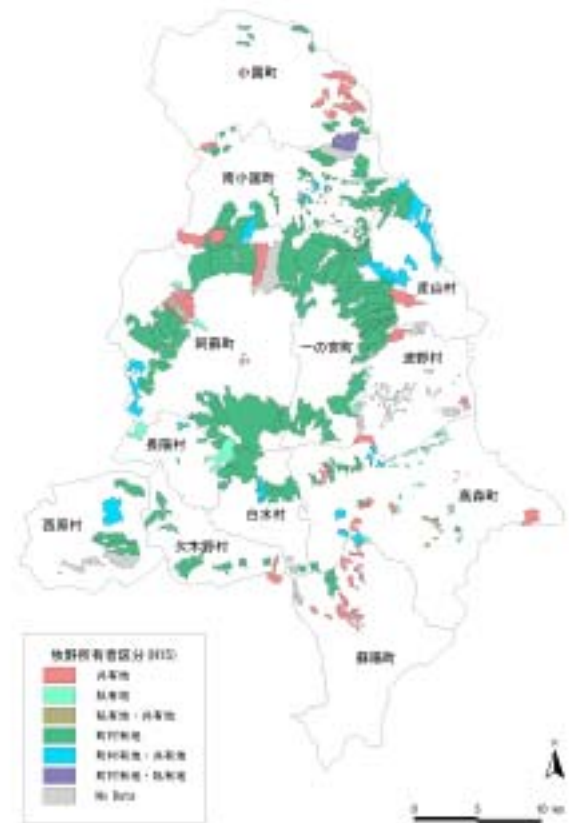 小国町
南小国町
産山村
阿蘇町
一の宮町
波野村
長陽村
高森町
西原村
白水村
久木野村
蘇陽町
牧野所有者区分(H15)
共有地
私有地
私有地・共有地
町村有地
町村有地・共有地
町村有地・私有地
No Data
0 5 10 km